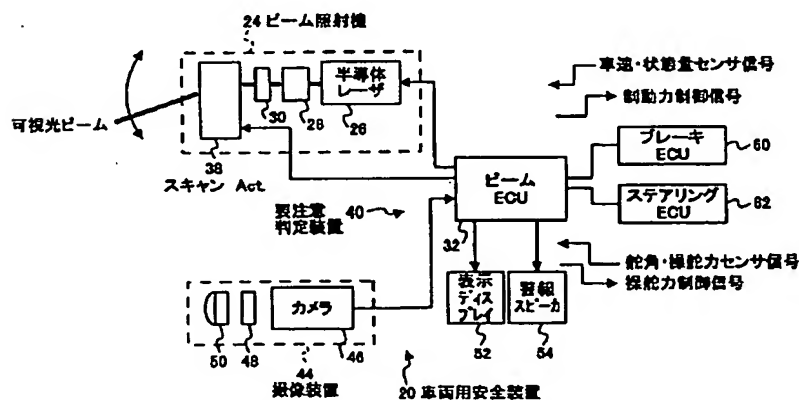 24 ビーム照射機
可視光ビーム
半導体
レーザ
30
28
26
38
スキャン Act.
車速・状態量センサ信号
制動力制御信号
ブレーキ
ECU
60
ステアリング
ECU
62
ビーム
ECU
32
要注意
判定装置
40
舵角・操舵力センサ信号
操舵力制御信号
カメラ
50
48
46
44
撮像装置
表示
ディス
プレイ
52
警報
スピーカ
54
20 車両用安全装置